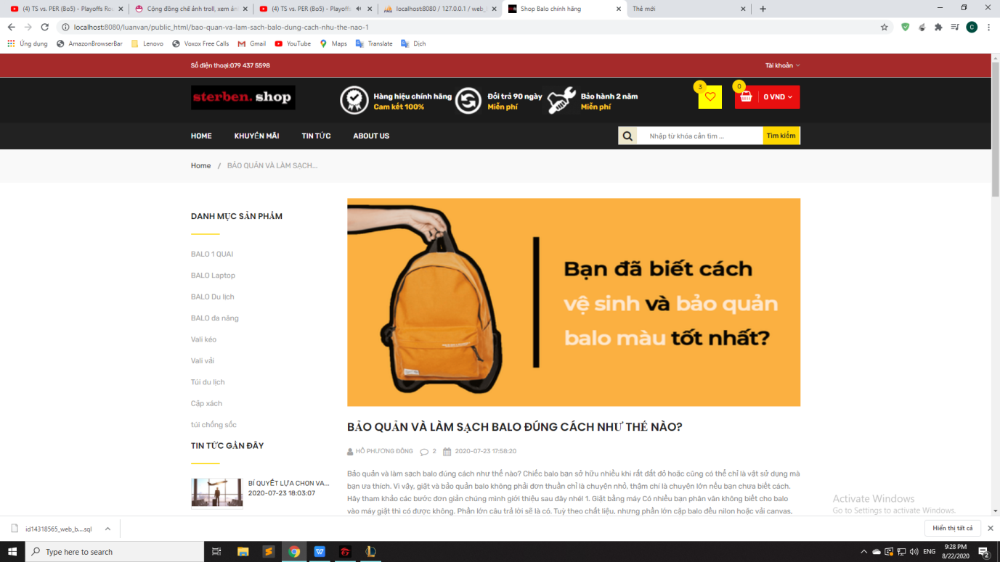 (4) TS vs. PER (Bo5) - Playoffs Rou
Cộng đồng chế ảnh troll, xem ản
(4) TS vs. PER (Bo5) - Playoffs
localhost:8080 / 127.0.0.1 / web_b
Shop Balo chính hãng
Thẻ mới
localhost:8080/luanvan/public_html/bao-quan-va-lam-sach-balo-dung-cach-nhu-the-nao-1
C
Ứng dụng
AmazonBrowserBar
Lenovo
Voxox Free Calls
Gmail
YouTube
Maps
Translate
Dịch
Số điện thoại:079 437 5598
Tài khoản
sterben. shop
Hàng hiệu chính hãng
Cam kết 100%
Đổi trả 90 ngày
Miễn phí
Bảo hành 2 năm
Miễn phí
3
0
0 VND
HOME
KHUYẾN MÃI
TIN TỨC
ABOUT US
Nhập từ khóa cần tìm ...
Tìm kiếm
Home / BẢO QUẢN VÀ LÀM SẠCH...
DANH MỤC SẢN PHẨM
BALO 1 QUAI
BALO Laptop
BALO Du lịch
BALO đa năng
Vali kéo
Vali vải
Túi du lịch
Cặp xách
túi chống sốc
TIN TỨC GẦN ĐÂY
BÍ QUYẾT LỰA CHỌN VA...
2020-07-23 18:03:07
Bạn đã biết cách
vệ sinh và bảo quản
balo màu tốt nhất?
BẢO QUẢN VÀ LÀM SẠCH BALO ĐÚNG CÁCH NHƯ THẾ NÀO?
HỒ PHƯƠNG ĐÔNG 2 2020-07-23 17:58:20
Bảo quản và làm sạch balo đúng cách như thế nào? Chiếc balo bạn sở hữu nhiều khi rất đắt đỏ hoặc cũng có thể chỉ là vật sử dụng mà
bạn ưa thích. Vì vậy, giặt và bảo quản balo không phải đơn thuần chỉ là chuyện nhỏ, thậm chí là chuyện lớn nếu bạn chưa biết cách.
Hãy tham khảo các bước đơn giản chúng mình giới thiệu sau đây nhé! 1. Giặt bằng máy Có nhiều bạn phân vân không biết cho balo
vào máy giặt thì có được không. Phần lớn câu trả lời sẽ là có. Tuỳ theo chất liệu, nhưng phần lớn cặp balo đều nilon hoặc vải canvas,
Activate Windows
Go to Settings to activate Windows.
id14318565_web_b....sql
Hiển thị tất cả
Type here to search
ENG
9:28 PM
8/22/2020
2